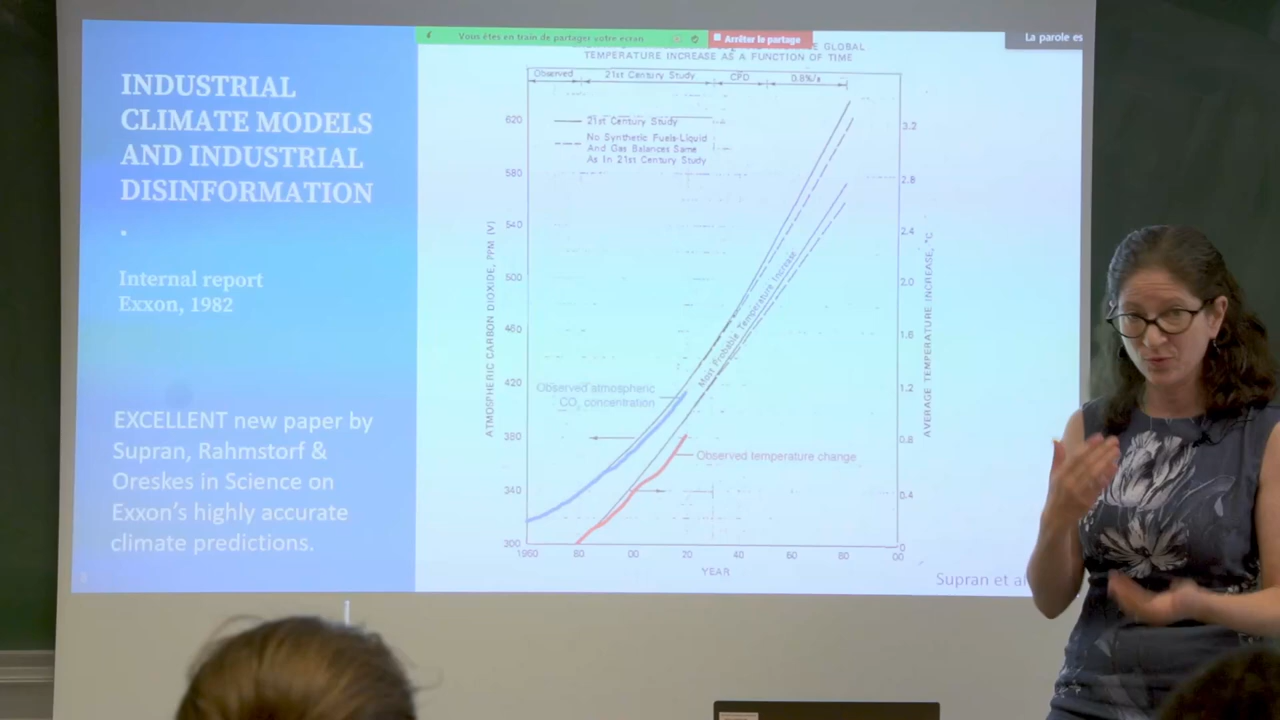 INDUSTRIAL
CLIMATE MODELS
AND INDUSTRIAL
DISINFORMATION
Internal report
Exxon, 1982
EXCELLENT new paper by
Supran, Rahmstorf &
Oreskes in Science on
Exxon's highly accurate
climate predictions.
Vous êtes en train de partager votre écran
Arrêter le partage
La parole es
GLOBAL
TEMPERATURE INCREASE AS A FUNCTION OF TIME
Observed 21st Century Study CPD 0.8%/a
21st Century Study
No Synthetic Fuels-Liquid
And Gas Balances Same
As In 21st Century Study
ATMOSPHERIC CARBON DIOXIDE, PPM (V)
620
580
540
500
460
420
380
340
300
Most Probable Temperature Increase
Observed atmospheric
CO₂ concentration
Observed temperature change
3.2
2.8
2.4
2.0
1.6
1.2
0.8
0.4
0
AVERAGE TEMPERATURE INCREASE, °C
1960 80 00 20 40 60 80 00
YEAR
Supran et al